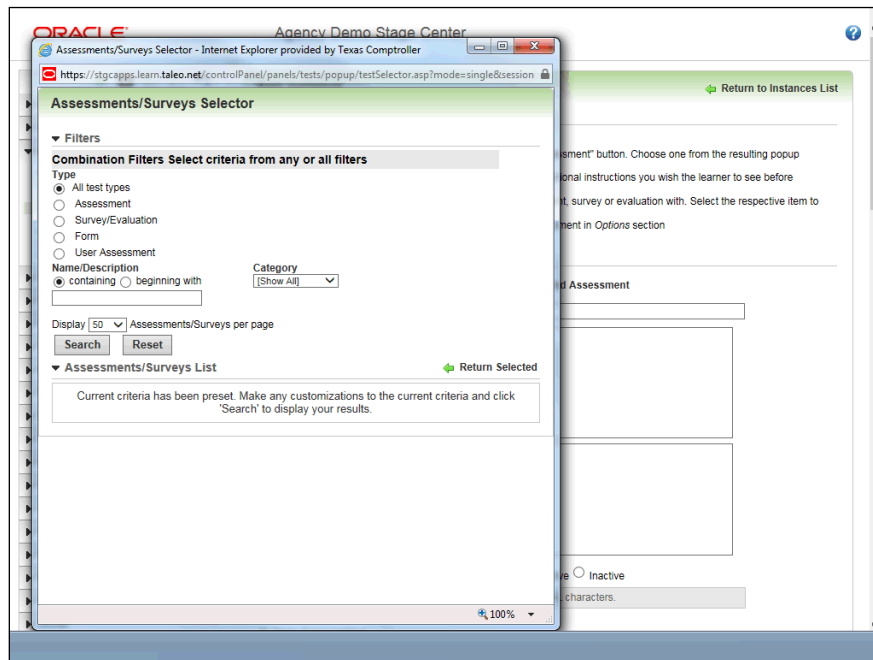 ORACLE
Agency Demo Stage Center
Assessments/Surveys Selector - Internet Explorer provided by Texas Comptroller
https://stgcapps.learn.taleo.net/controlPanel/panels/tests/popup/testSelector.asp?mode=single&session
Assessments/Surveys Selector
Return to Instances List
Filters
Combination Filters Select criteria from any or all filters
Type
All test types
Assessment
Survey/Evaluation
Form
User Assessment
Name/Description Category
containing beginning with [Show All]
Display 50 Assessments/Surveys per page
Search Reset
Assessments/Surveys List Return Selected
Current criteria has been preset. Make any customizations to the current criteria and click
'Search' to display your results.
100%
button. Choose one from the resulting popup
instructions you wish the learner to see before
survey or evaluation with. Select the respective item to
in Options section
Assessment
Inactive
characters.